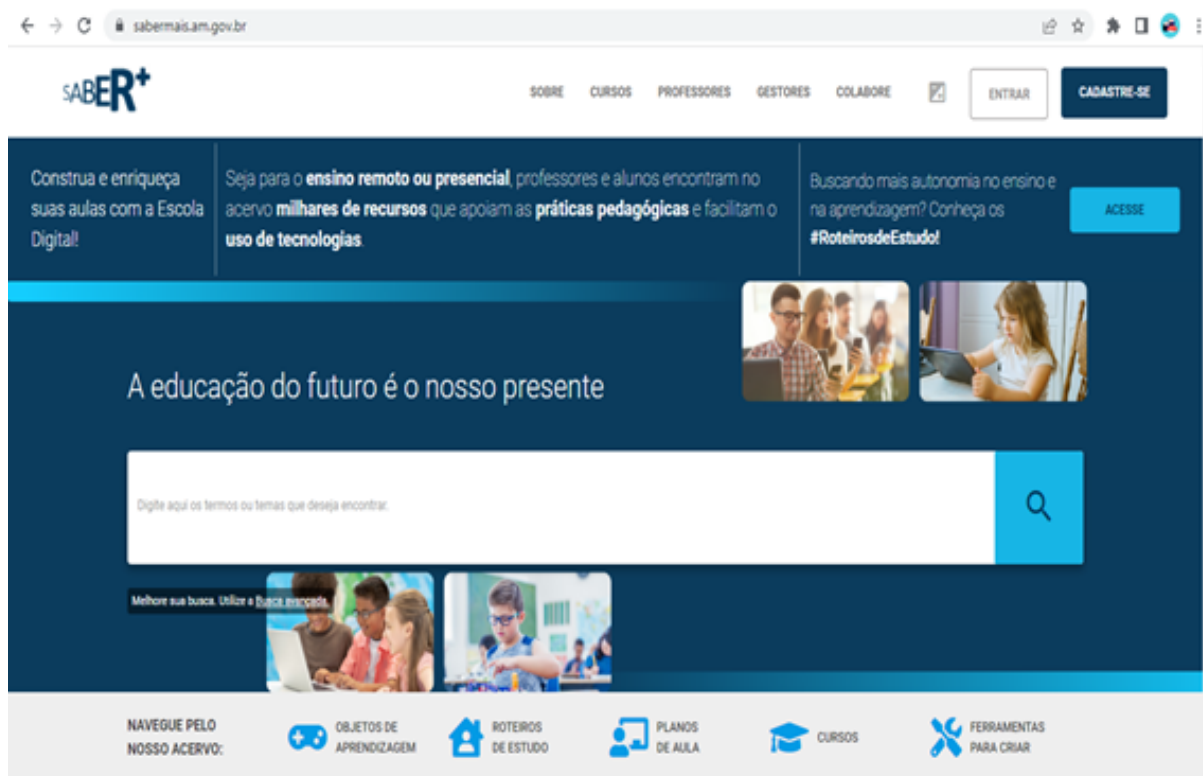 sabermais.am.gov.br
SABER+
SOBRE CURSOS PROFESSORES GESTORES COLABORE ENTRAR CADASTRE-SE
Construa e enriqueça
suas aulas com a Escola
Digital!
Seja para o ensino remoto ou presencial, professores e alunos encontram no
acervo milhares de recursos que apoiam as práticas pedagógicas e facilitam o
uso de tecnologias.
Buscando mais autonomia no ensino e
na aprendizagem? Conheça os
#RoteirosdeEstudo!
ACESSE
A educação do futuro é o nosso presente
Digite aqui os termos ou temas que deseja encontrar.
Melhore sua busca. Utilize a Busca avançada.
NAVEGUE PELO
NOSSO ACERVO:
OBJETOS DE
APRENDIZAGEM
ROTEIROS
DE ESTUDO
PLANOS
DE AULA
CURSOS
FERRAMENTAS
PARA CRIAR